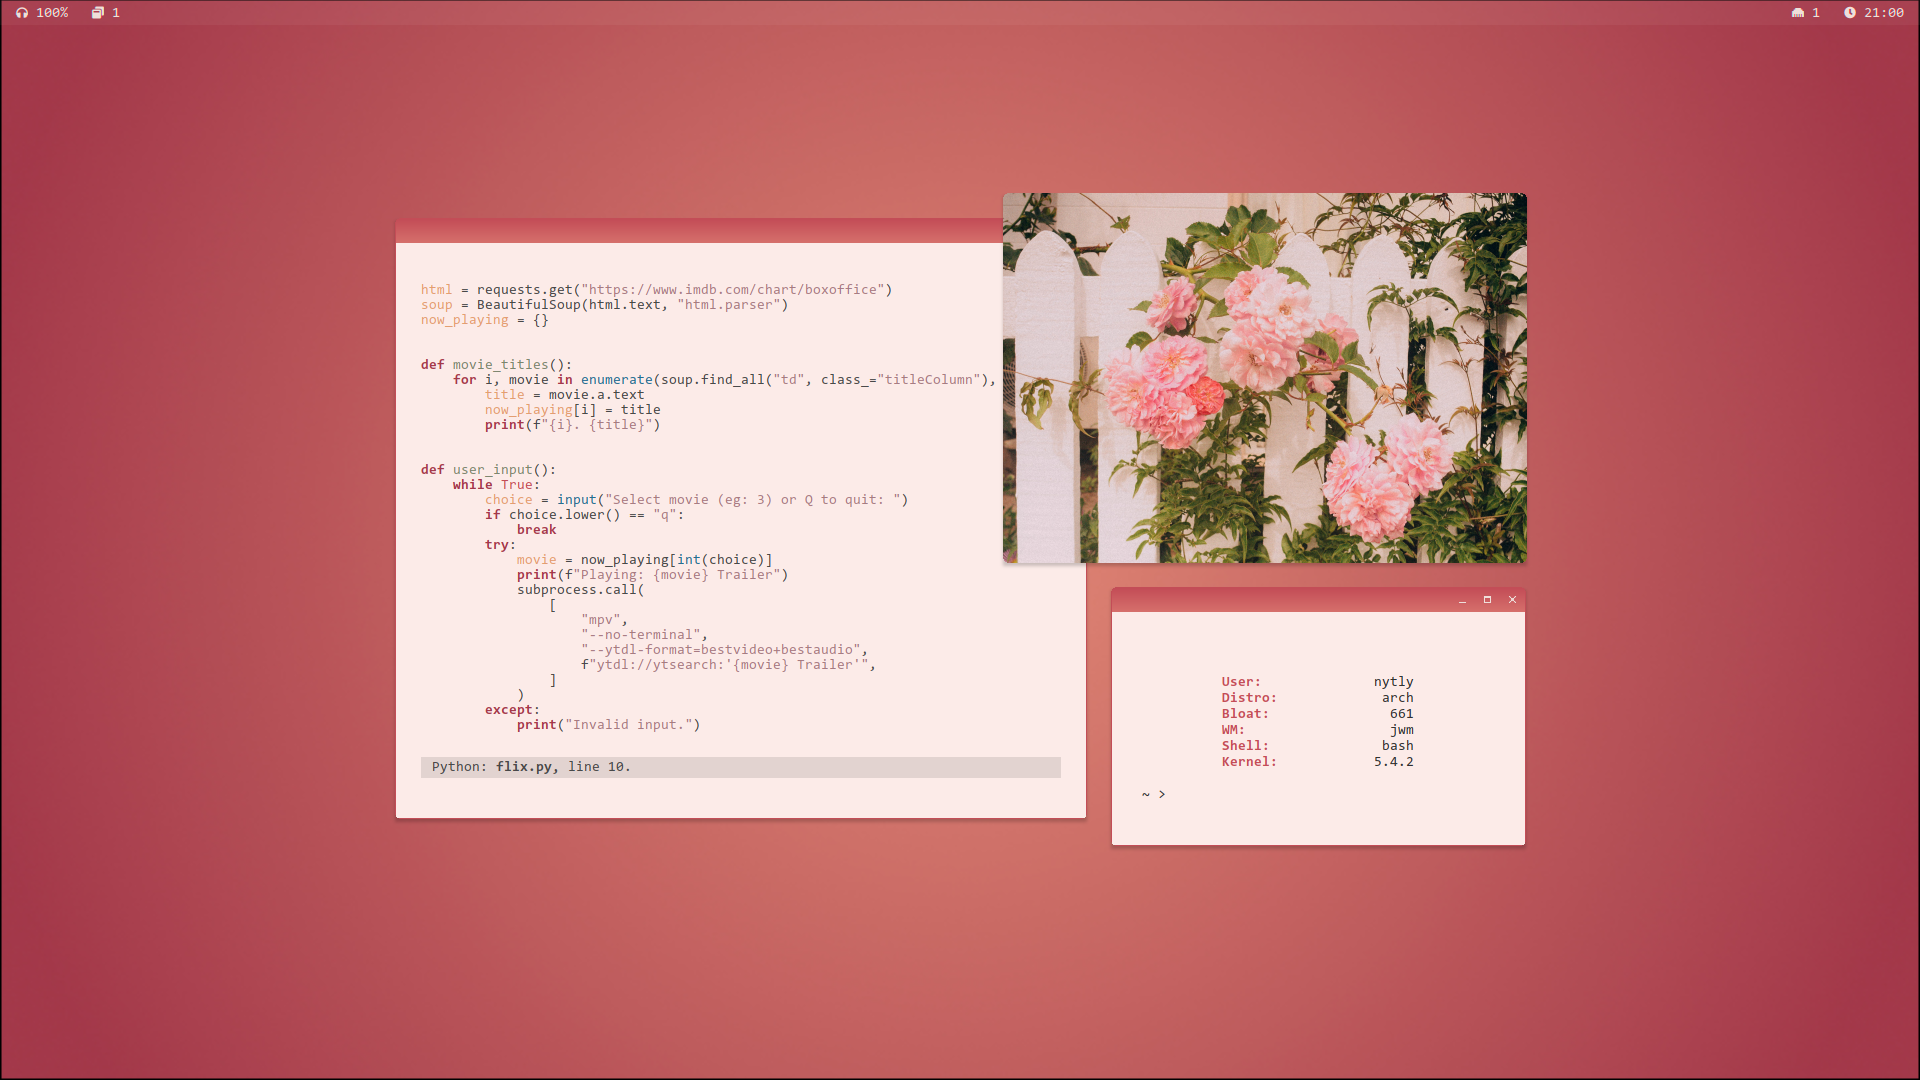 100% 1 1 21:00
html = requests.get("https://www.imdb.com/chart/boxoffice")
soup = BeautifulSoup(html.text, "html.parser")
now_playing = {}
def movie_titles():
    for i, movie in enumerate(soup.find_all("td", class_="titleColumn"),
        title = movie.a.text
        now_playing[i] = title
        print(f"{i}. {title}")
def user_input():
    while True:
        choice = input("Select movie (eg: 3) or Q to quit: ")
        if choice.lower() == "q":
            break
        try:
            movie = now_playing[int(choice)]
            print(f"Playing: {movie} Trailer")
            subprocess.call(
                [
                    "mpv",
                    "--no-terminal",
                    "--ytdl-format=bestvideo+bestaudio",
                    f"ytdl://ytsearch:'{movie} Trailer'",
                ]
            )
        except:
            print("Invalid input.")
Python: flix.py, line 10.
User: nytly
Distro: arch
Bloat: 661
WM: jwm
Shell: bash
Kernel: 5.4.2
~ >